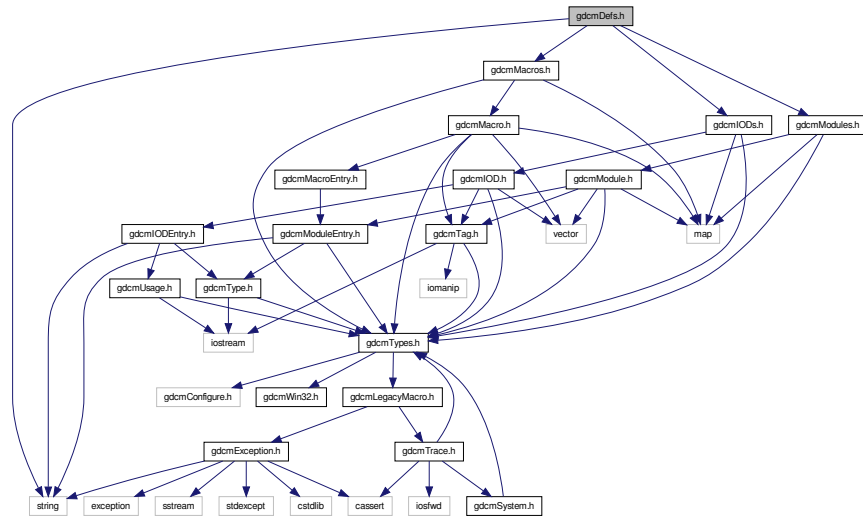 gdcmDefs.h
gdcmMacros.h
gdcmMacro.h
gdcmIODs.h
gdcmModules.h
gdcmMacroEntry.h
gdcmIOD.h
gdcmModule.h
gdcmIODEntry.h
gdcmModuleEntry.h
gdcmTag.h
vector
map
gdcmUsage.h
gdcmType.h
iomanip
iostream
gdcmTypes.h
gdcmConfigure.h
gdcmWin32.h
gdcmLegacyMacro.h
gdcmException.h
gdcmTrace.h
string
exception
sstream
stdexcept
cstdlib
cassert
iosfwd
gdcmSystem.h